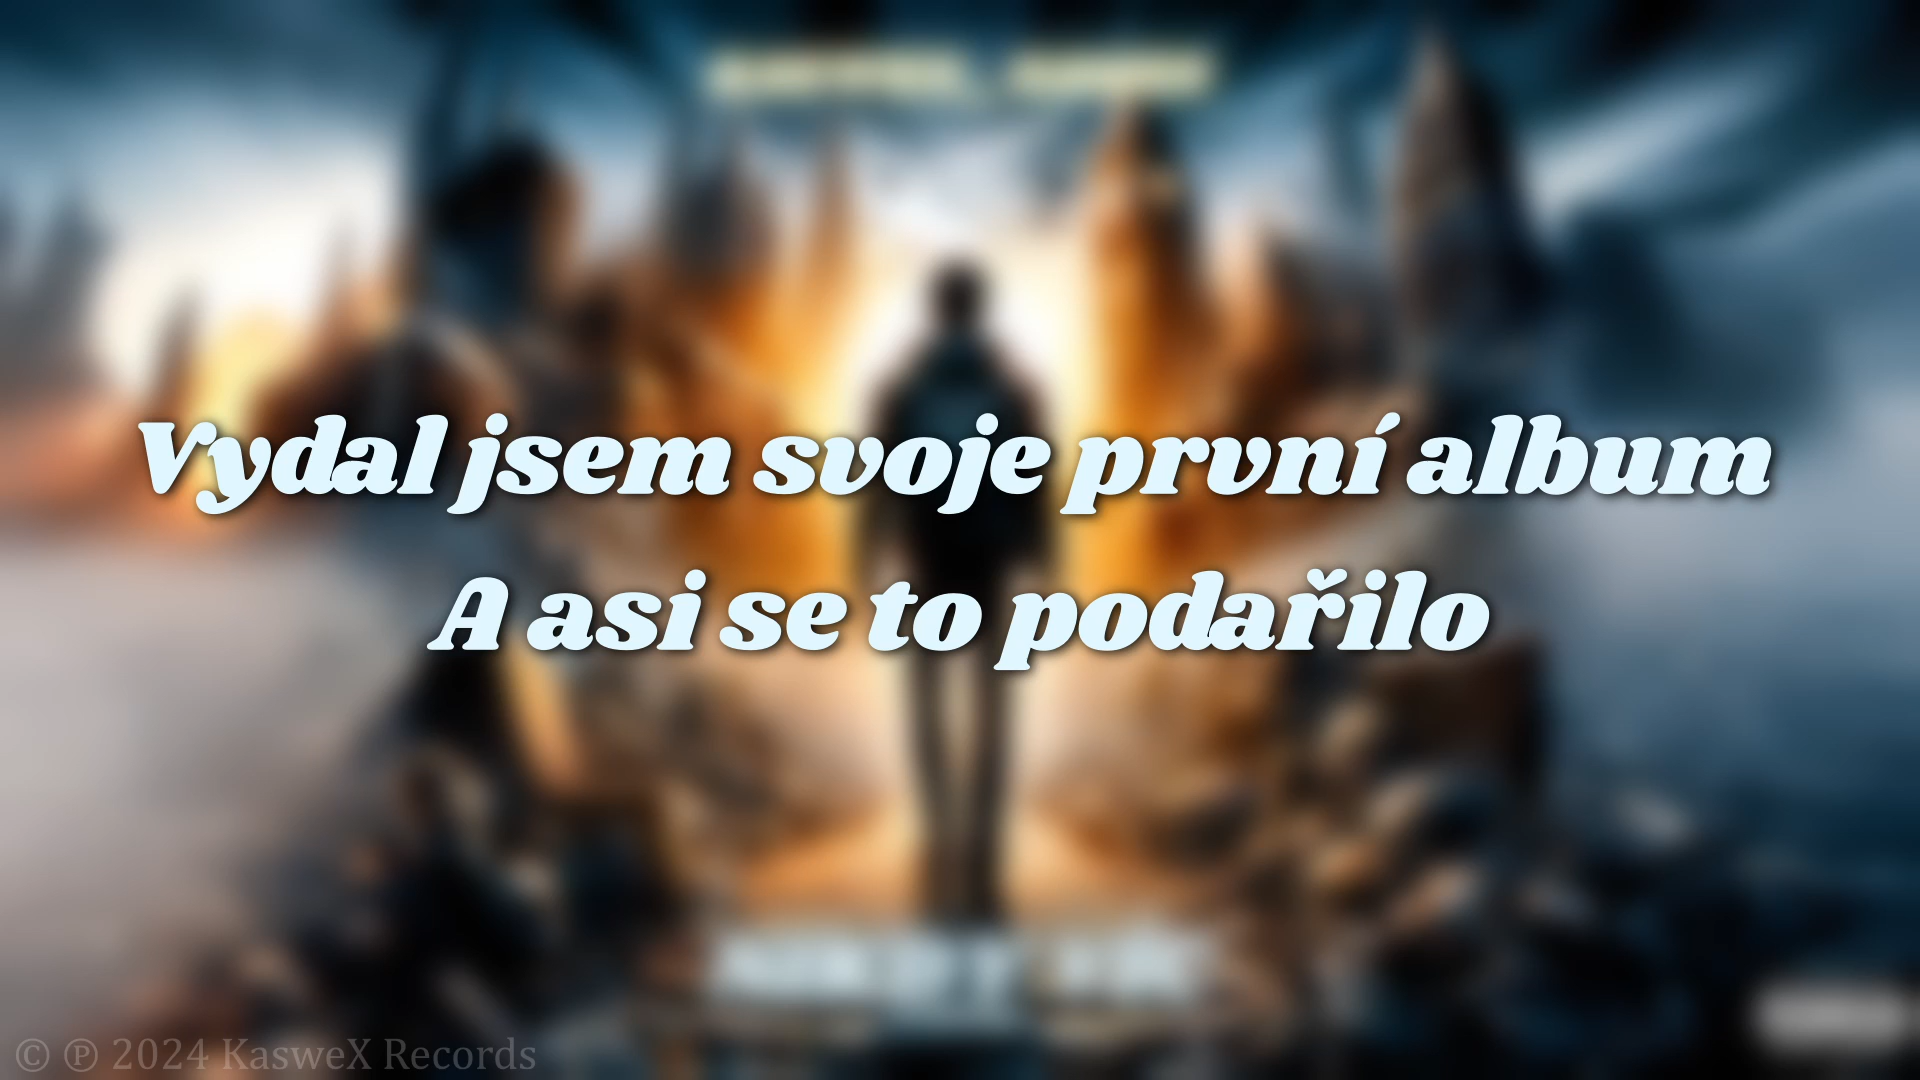 Vydal jsem svoje první album
A asi se to podařilo
© ℗ 2024 KasweX Records